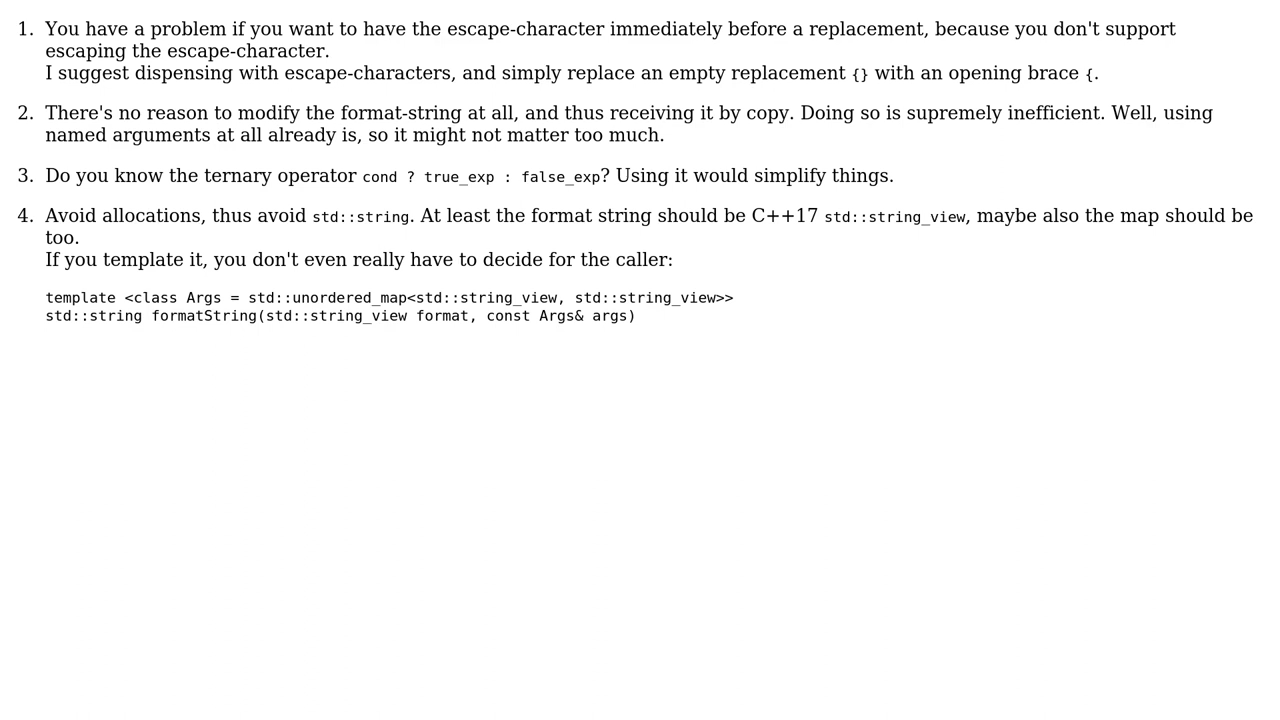 1. You have a problem if you want to have the escape-character immediately before a replacement, because you don't support
escaping the escape-character.
I suggest dispensing with escape-characters, and simply replace an empty replacement {} with an opening brace {.
2. There's no reason to modify the format-string at all, and thus receiving it by copy. Doing so is supremely inefficient. Well, using
named arguments at all already is, so it might not matter too much.
3. Do you know the ternary operator cond ? true_exp : false_exp? Using it would simplify things.
4. Avoid allocations, thus avoid std::string. At least the format string should be C++17 std::string_view, maybe also the map should be
too.
If you template it, you don't even really have to decide for the caller:
template <class Args = std::unordered_map<std::string_view, std::string_view>>
std::string formatString(std::string_view format, const Args& args)